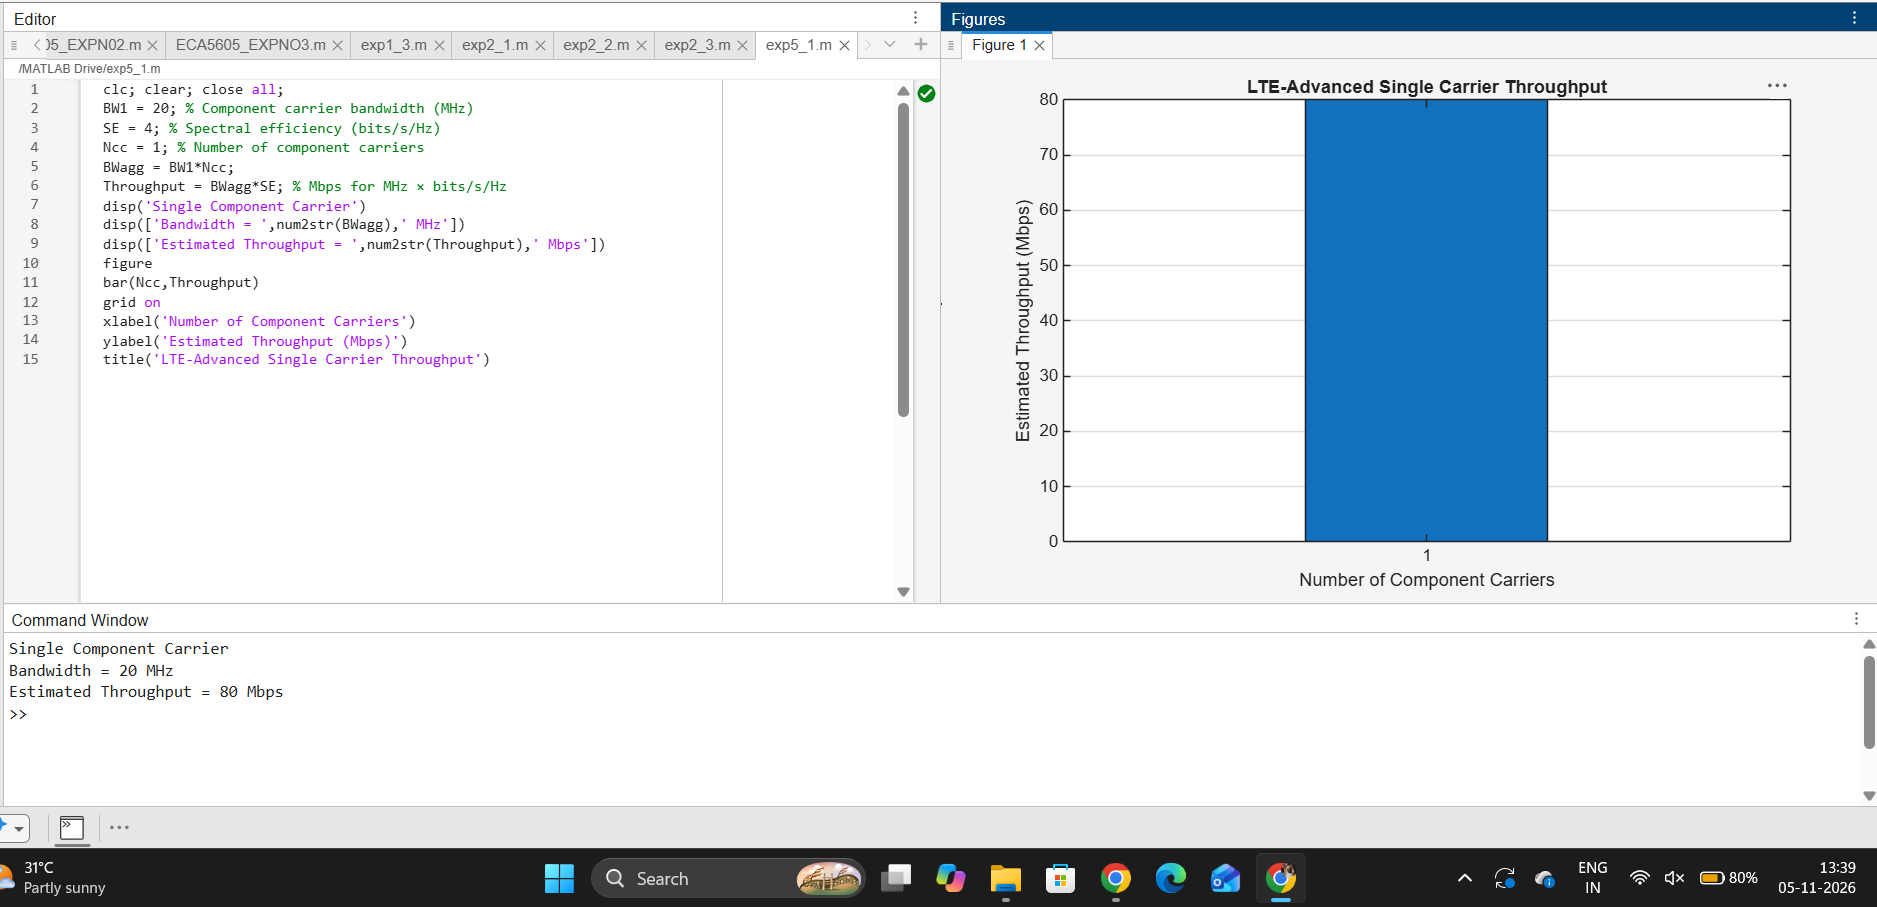 Editor
05_EXPN02.m
ECA5605_EXPNO3.m
exp1_3.m
exp2_1.m
exp2_2.m
exp2_3.m
exp5_1.m
/MATLAB Drive/exp5_1.m
1 clc; clear; close all;
2 BW1 = 20; % Component carrier bandwidth (MHz)
3 SE = 4; % Spectral efficiency (bits/s/Hz)
4 Ncc = 1; % Number of component carriers
5 BWagg = BW1*Ncc;
6 Throughput = BWagg*SE; % Mbps for MHz × bits/s/Hz
7 disp('Single Component Carrier')
8 disp(['Bandwidth = ',num2str(BWagg),' MHz'])
9 disp(['Estimated Throughput = ',num2str(Throughput),' Mbps'])
10 figure
11 bar(Ncc,Throughput)
12 grid on
13 xlabel('Number of Component Carriers')
14 ylabel('Estimated Throughput (Mbps)')
15 title('LTE-Advanced Single Carrier Throughput')
Figures
Figure 1
LTE-Advanced Single Carrier Throughput
Estimated Throughput (Mbps)
80
70
60
50
40
30
20
10
0
1
Number of Component Carriers
Command Window
Single Component Carrier
Bandwidth = 20 MHz
Estimated Throughput = 80 Mbps
>>
31°C
Partly sunny
Search
ENG
IN
80%
13:39
05-11-2026